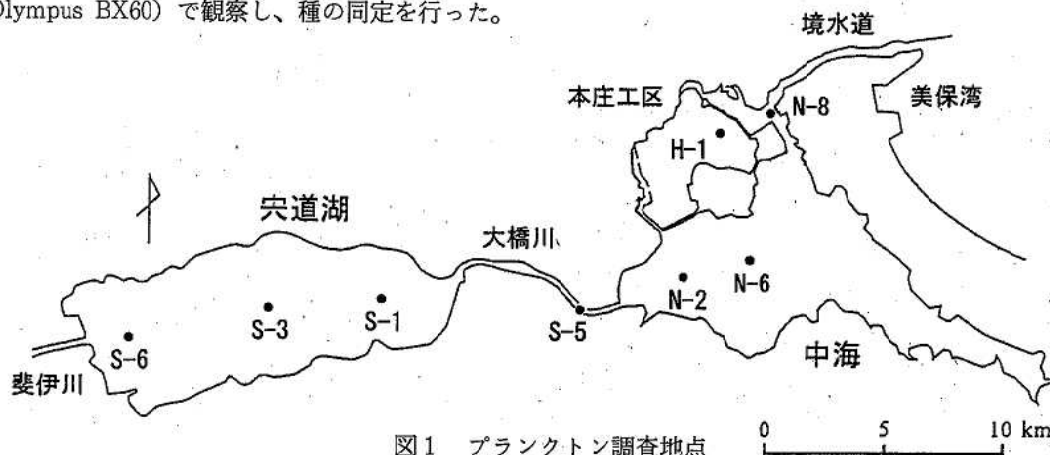 Olympus BX60）で観察し、種の同定を行った。
境水道
本庄工区
N-8
美保湾
H-1
宍道湖
大橋川
N-6
N-2
S-1
S-3
S-5
S-6
中海
斐伊川
図1　プランクトン調査地点
0 5 10 km